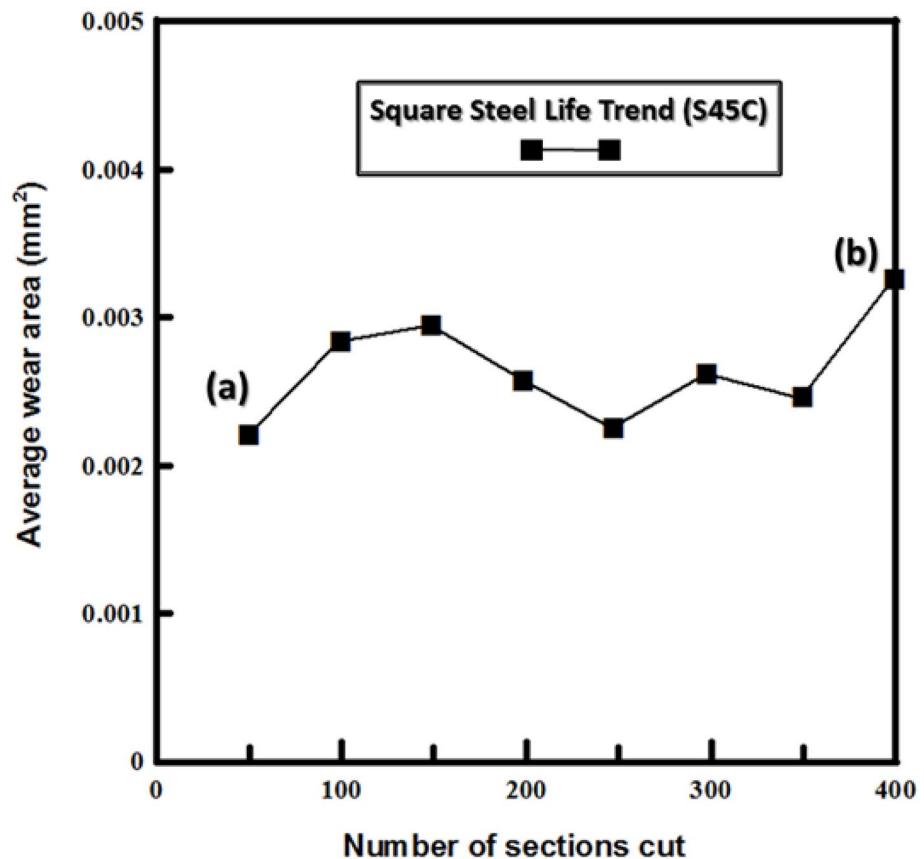 0.005
Square Steel Life Trend (S45C)
0.004
Average wear area (mm²)
(b)
0.003
(a)
0.002
0.001
0
0 100 200 300 400
Number of sections cut